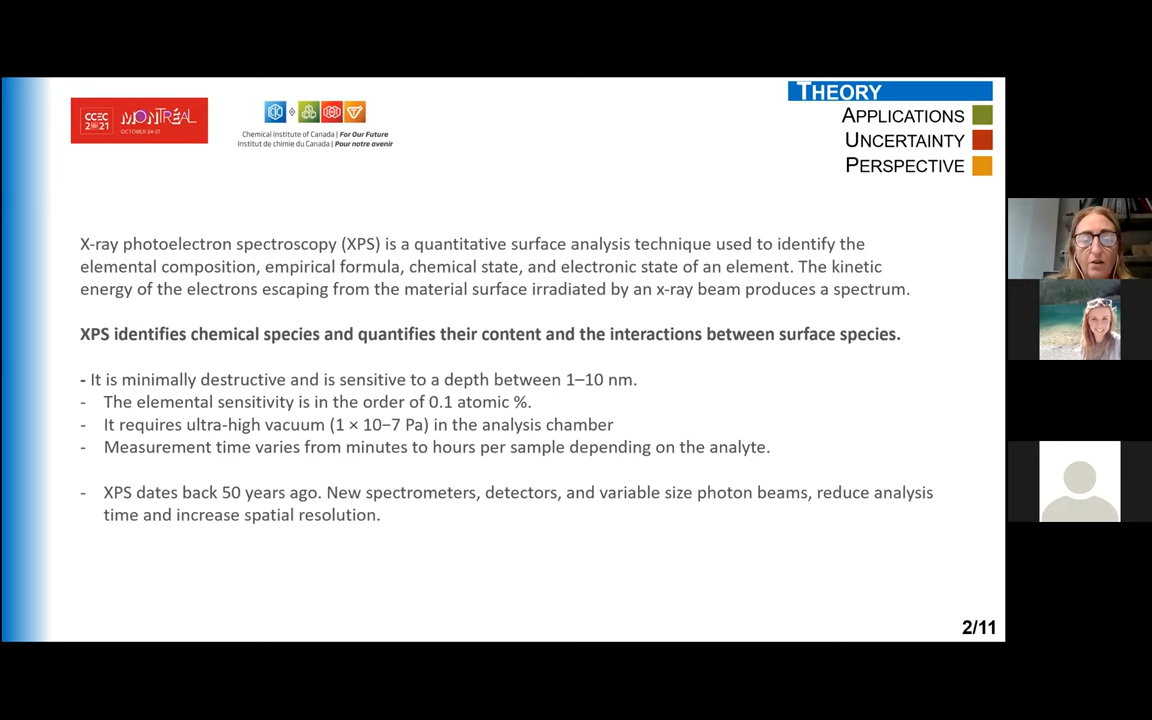 CCEC
2021
MONTRÉAL
OCTOBER 24-27
Chemical Institute of Canada | For Our Future
Institut de chimie du Canada | Pour notre avenir
THEORY
APPLICATIONS
UNCERTAINTY
PERSPECTIVE
X-ray photoelectron spectroscopy (XPS) is a quantitative surface analysis technique used to identify the
elemental composition, empirical formula, chemical state, and electronic state of an element. The kinetic
energy of the electrons escaping from the material surface irradiated by an x-ray beam produces a spectrum.
XPS identifies chemical species and quantifies their content and the interactions between surface species.
- It is minimally destructive and is sensitive to a depth between 1–10 nm.
- The elemental sensitivity is in the order of 0.1 atomic %.
- It requires ultra-high vacuum (1 × 10−7 Pa) in the analysis chamber
- Measurement time varies from minutes to hours per sample depending on the analyte.
- XPS dates back 50 years ago. New spectrometers, detectors, and variable size photon beams, reduce analysis
time and increase spatial resolution.
2/11